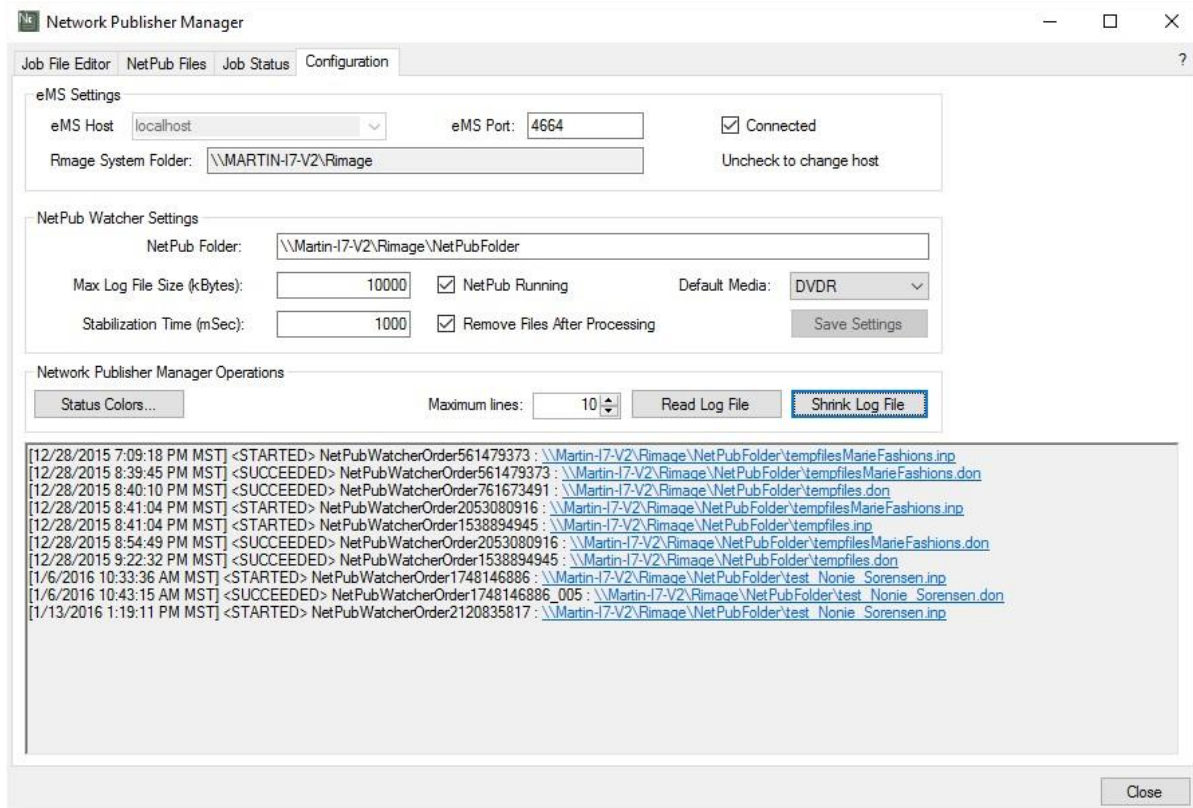 Network Publisher Manager
Job File Editor NetPub Files Job Status Configuration ?
eMS Settings
eMS Host localhost eMS Port: 4664 Connected
Rmage System Folder: \\MARTIN-I7-V2\Rimage Uncheck to change host
NetPub Watcher Settings
NetPub Folder: \\Martin-I7-V2\Rimage\NetPubFolder
Max Log File Size (kBytes): 10000 NetPub Running Default Media: DVDR
Stabilization Time (mSec): 1000 Remove Files After Processing Save Settings
Network Publisher Manager Operations
Status Colors... Maximum lines: 10 Read Log File Shrink Log File
[12/28/2015 7:09:18 PM MST] <STARTED> NetPubWatcherOrder561479373 : \\Martin-I7-V2\Rimage\NetPubFolder\tempfilesMarieFashions.inp
[12/28/2015 8:39:45 PM MST] <SUCCEEDED> NetPubWatcherOrder561479373 : \\Martin-I7-V2\Rimage\NetPubFolder\tempfilesMarieFashions.don
[12/28/2015 8:40:10 PM MST] <SUCCEEDED> NetPubWatcherOrder761673491 : \\Martin-I7-V2\Rimage\NetPubFolder\tempfiles.don
[12/28/2015 8:41:04 PM MST] <STARTED> NetPubWatcherOrder2053080916 : \\Martin-I7-V2\Rimage\NetPubFolder\tempfilesMarieFashions.inp
[12/28/2015 8:41:04 PM MST] <STARTED> NetPubWatcherOrder1538894945 : \\Martin-I7-V2\Rimage\NetPubFolder\tempfiles.inp
[12/28/2015 8:54:49 PM MST] <SUCCEEDED> NetPubWatcherOrder2053080916 : \\Martin-I7-V2\Rimage\NetPubFolder\tempfilesMarieFashions.don
[12/28/2015 9:22:32 PM MST] <SUCCEEDED> NetPubWatcherOrder1538894945 : \\Martin-I7-V2\Rimage\NetPubFolder\tempfiles.don
[1/6/2016 10:33:36 AM MST] <STARTED> NetPubWatcherOrder1748146886 : \\Martin-I7-V2\Rimage\NetPubFolder\test_Nonie_Sorensen.inp
[1/6/2016 10:43:15 AM MST] <SUCCEEDED> NetPubWatcherOrder1748146886_005 : \\Martin-I7-V2\Rimage\NetPubFolder\test_Nonie_Sorensen.don
[1/13/2016 1:19:11 PM MST] <STARTED> NetPubWatcherOrder2120835817 : \\Martin-I7-V2\Rimage\NetPubFolder\test_Nonie_Sorensen.inp
Close